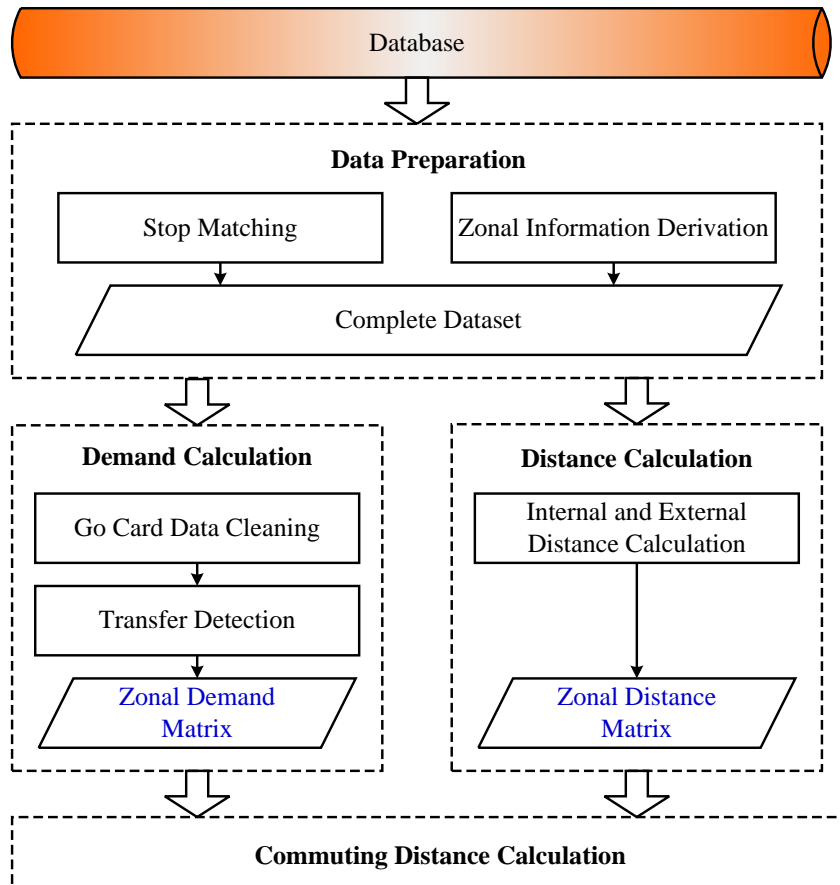 Database
Data Preparation
Stop Matching
Zonal Information Derivation
Complete Dataset
Demand Calculation
Go Card Data Cleaning
Transfer Detection
Zonal Demand
Matrix
Distance Calculation
Internal and External
Distance Calculation
Zonal Distance
Matrix
Commuting Distance Calculation